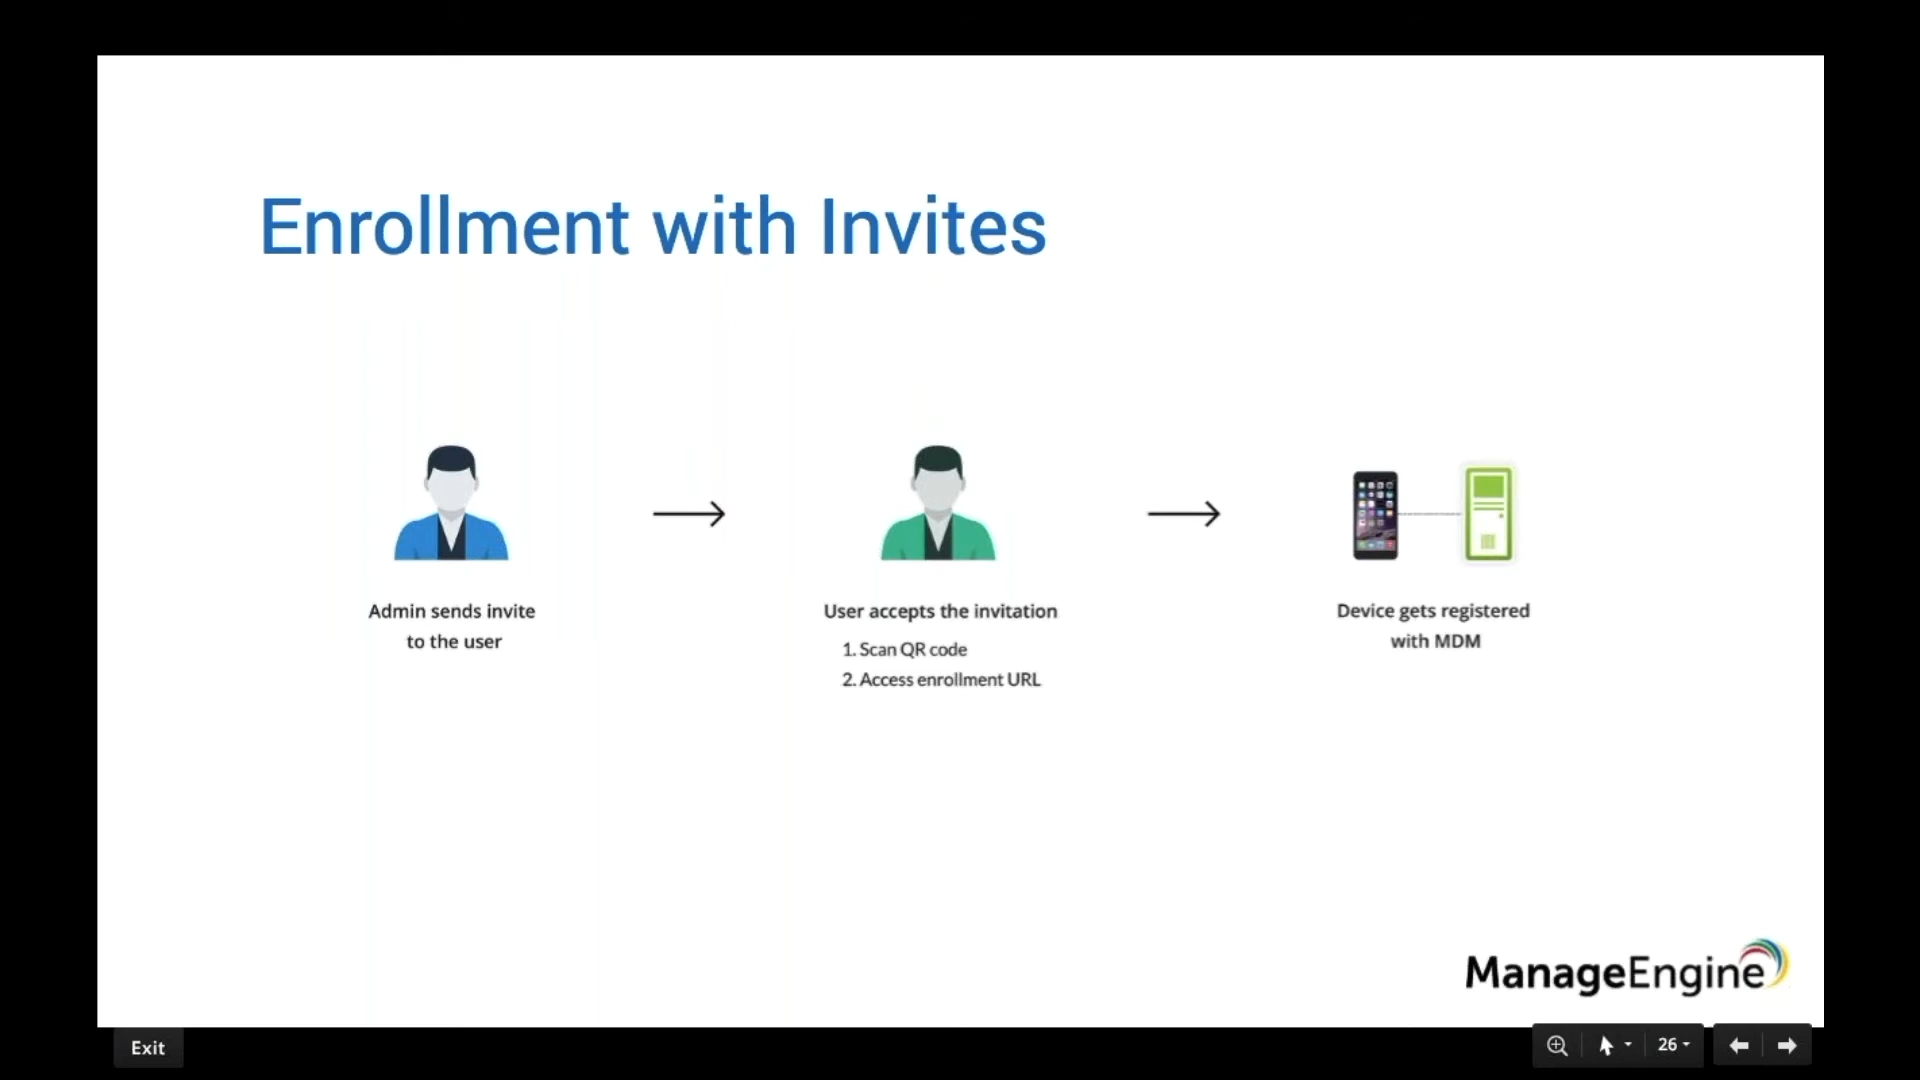 Enrollment with Invites
Admin sends invite
to the user
User accepts the invitation
1. Scan QR code
2. Access enrollment URL
Device gets registered
with MDM
ManageEngine
Exit
26